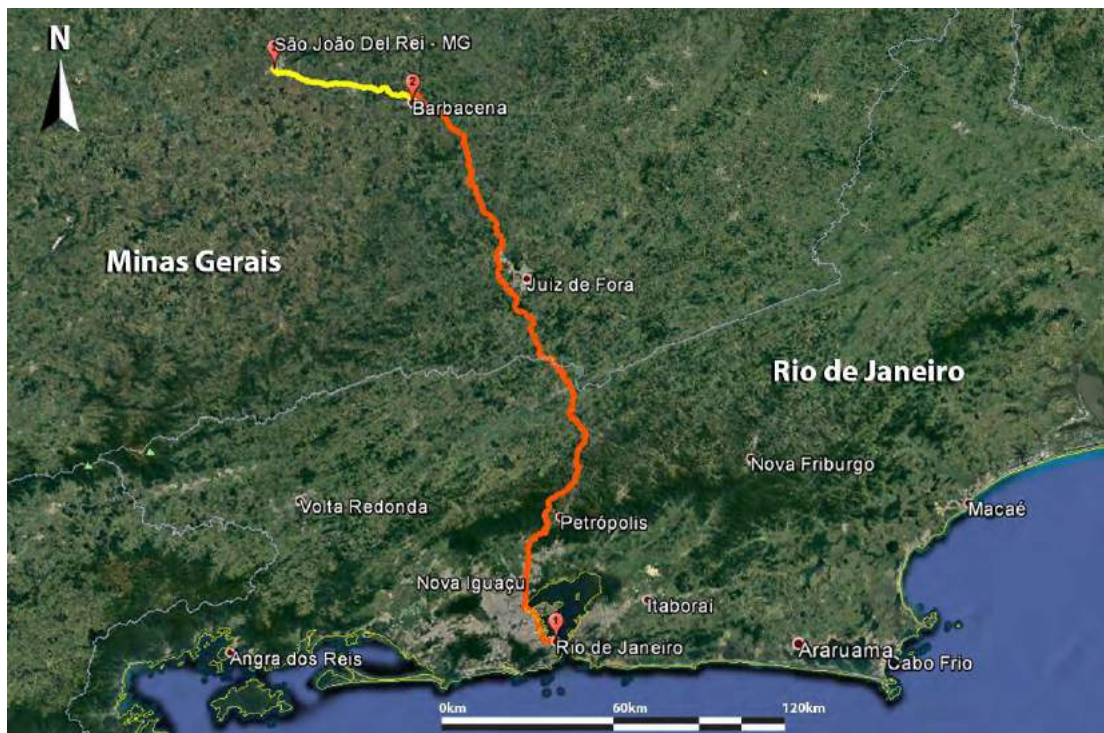 N
São João Del Rei - MG
2
Barbacena
Minas Gerais
Juiz de Fora
Rio de Janeiro
Nova Friburgo
Volta Redonda
Macaé
Petrópolis
Nova Iguaçu
Itaborai
1
Rio de Janeiro
Angra dos Reis
Araruama
Cabo Frio
0km 60km 120km